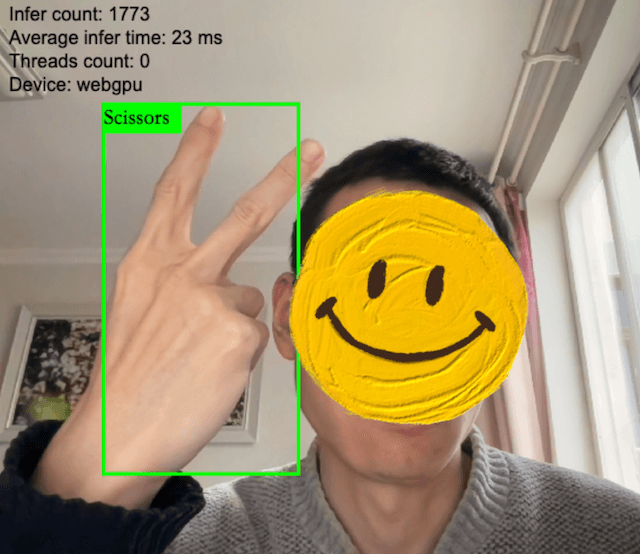 Infer count: 1773
Average infer time: 23 ms
Threads count: 0
Device: webgpu
Scissors